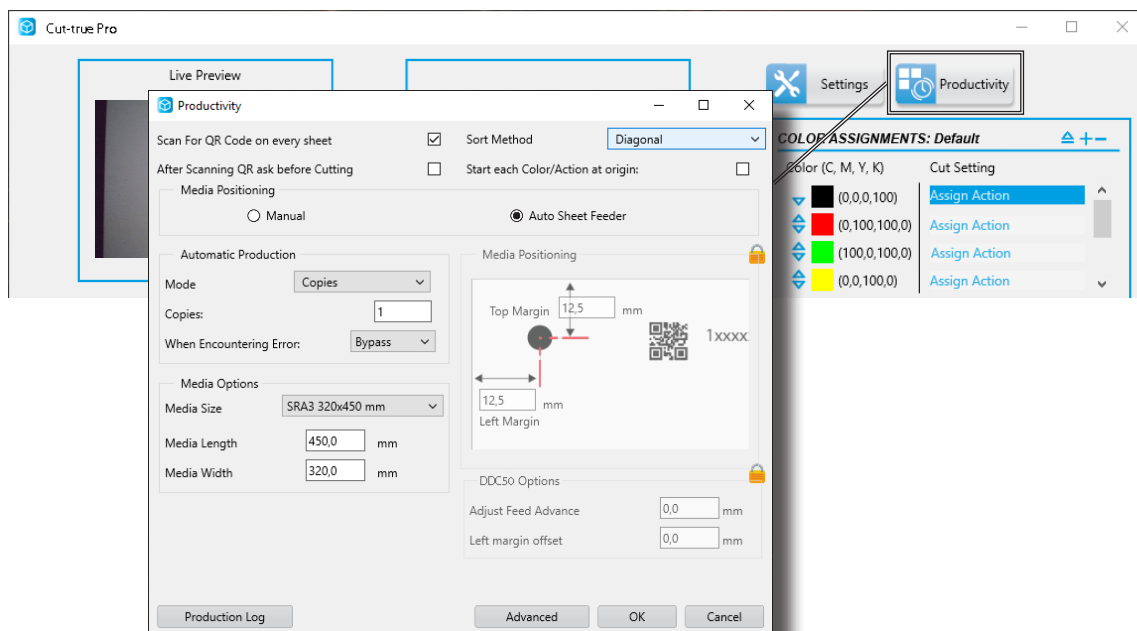 Cut-true Pro
Live Preview
Settings
Productivity
Productivity
Scan For QR Code on every sheet
Sort Method
Diagonal
After Scanning QR ask before Cutting
Start each Color/Action at origin:
Media Positioning
Manual
Auto Sheet Feeder
Automatic Production
Mode
Copies
Copies:
1
When Encountering Error:
Bypass
Media Options
Media Size
SRA3 320x450 mm
Media Length
450,0
mm
Media Width
320,0
mm
Media Positioning
Top Margin
12,5
mm
1xxxx
12,5
mm
Left Margin
DDC50 Options
Adjust Feed Advance
0,0
mm
Left margin offset
0,0
mm
Production Log
Advanced
OK
Cancel
COLOR ASSIGNMENTS: Default
Color (C, M, Y, K)
Cut Setting
(0,0,0,100)
Assign Action
(0,100,100,0)
Assign Action
(100,0,100,0)
Assign Action
(0,0,100,0)
Assign Action